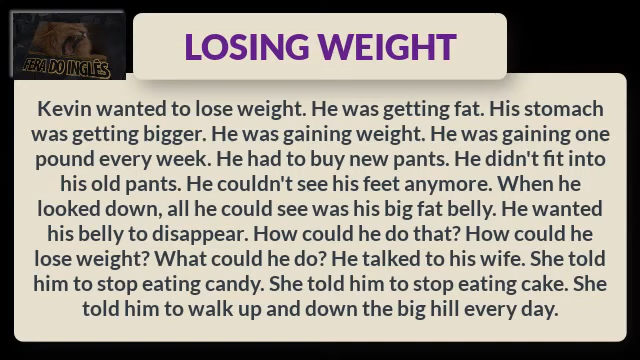 FERA DO INGLÊS
LOSING WEIGHT
Kevin wanted to lose weight. He was getting fat. His stomach
was getting bigger. He was gaining weight. He was gaining one
pound every week. He had to buy new pants. He didn't fit into
his old pants. He couldn't see his feet anymore. When he
looked down, all he could see was his big fat belly. He wanted
his belly to disappear. How could he do that? How could he
lose weight? What could he do? He talked to his wife. She told
him to stop eating candy. She told him to stop eating cake. She
told him to walk up and down the big hill every day.